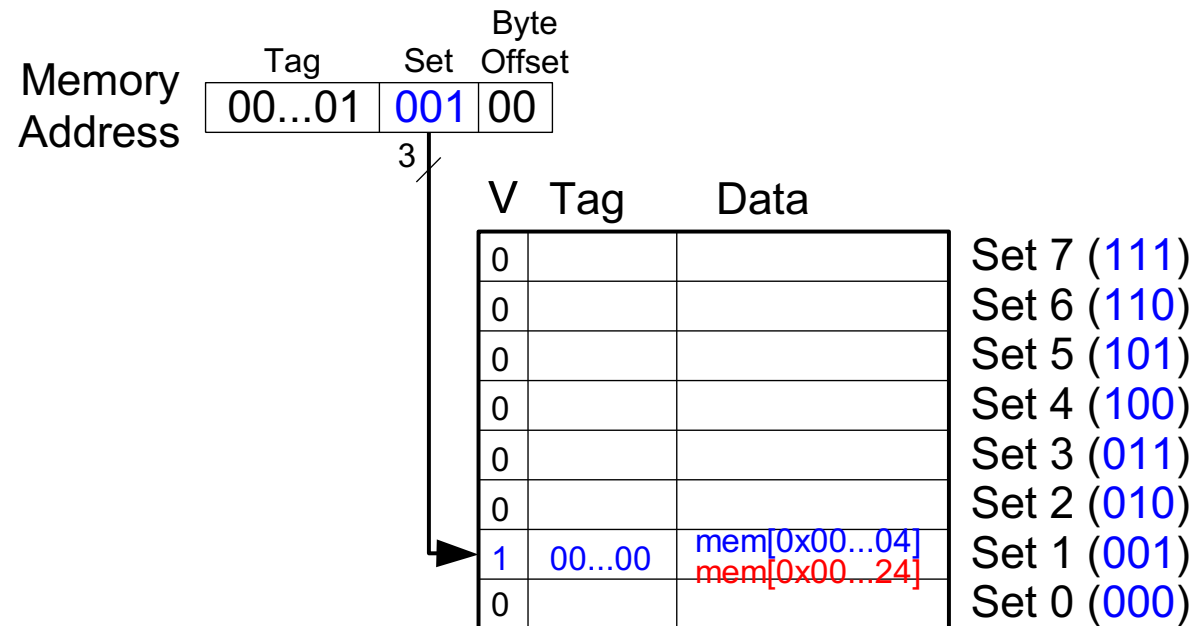 Byte
Tag Set Offset
Memory
Address
00...01 001 00
3
V Tag Data
0 Set 7 (111)
0 Set 6 (110)
0 Set 5 (101)
0 Set 4 (100)
0 Set 3 (011)
0 Set 2 (010)
1 00...00 mem[0x00...04] Set 1 (001)
mem[0x00...24]
0 Set 0 (000)